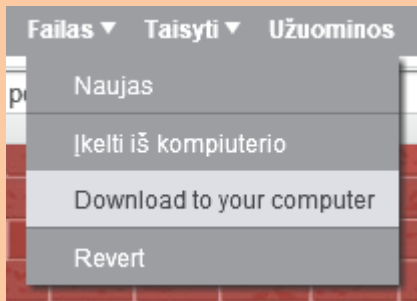 Failas ▼ Taisyti ▼ Užuominos
Naujas
Įkelti iš kompiuterio
Download to your computer
Revert